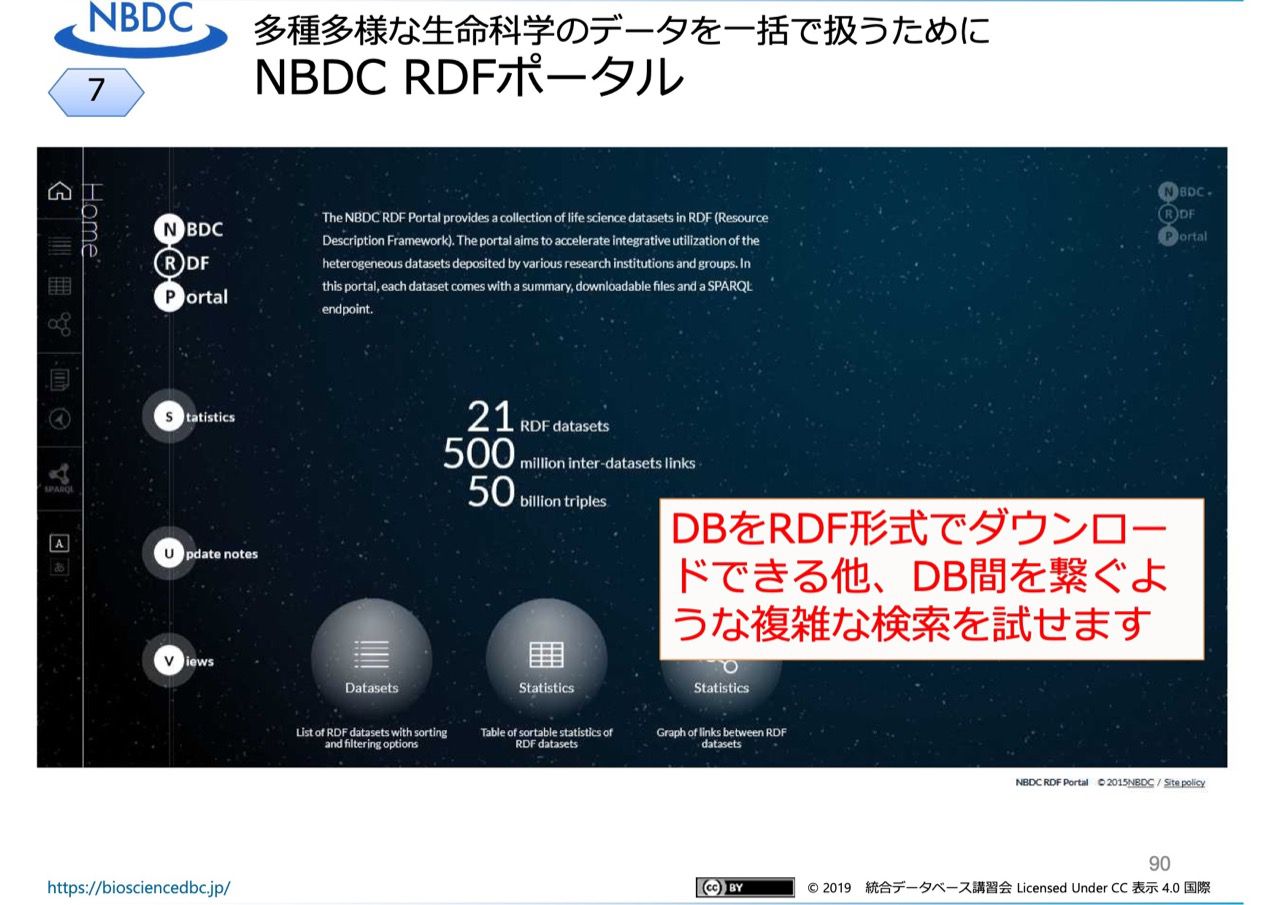 NBDC
多種多様な生命科学のデータを一括で扱うために
7
NBDC RDFポータル
Home
NBDC
RDF
Portal
The NBDC RDF Portal provides a collection of life science datasets in RDF (Resource
Description Framework). The portal aims to accelerate integrative utilization of the
heterogeneous datasets deposited by various research institutions and groups. In
this portal, each dataset comes with a summary, downloadable files and a SPARQL
endpoint.
NBDC
RDF
Portal
Statistics
21 RDF datasets
500 million inter-datasets links
50 billion triples
SPARQL
Update notes
A
あ
DBをRDF形式でダウンロー
ドできる他、DB間を繋ぐよ
うな複雑な検索を試せます
Views
Datasets
Statistics
Statistics
List of RDF datasets with sorting
and filtering options
Table of sortable statistics of
RDF datasets
Graph of links between RDF
datasets
NBDC RDF Portal © 2015NBDC / Site policy
90
https://biosciencedbc.jp/
cc BY
© 2019 統合データベース講習会 Licensed Under CC 表示 4.0 国際